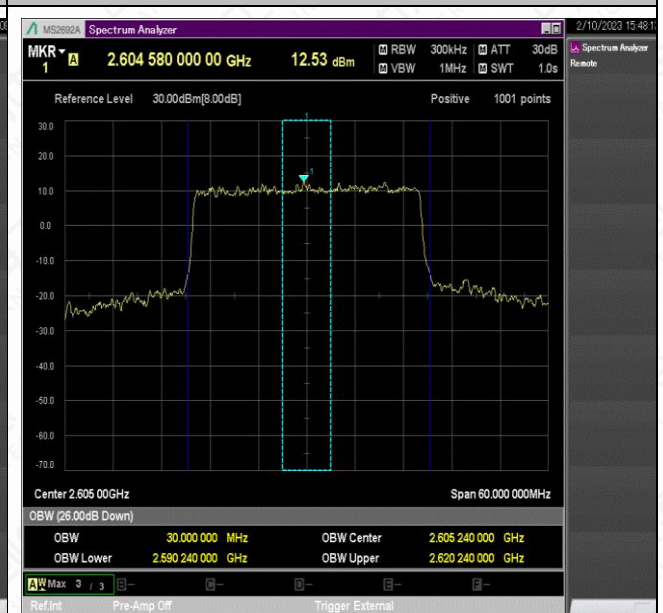 MS2692A Spectrum Analyzer 2/10/2023 15:48:1
MKR 1 A 2.604 580 000 00 GHz 12.53 dBm M RBW 300kHz M ATT 30dB
M VBW 1MHz M SWT 1.0s
Spectrum Analyzer
Remote
Reference Level 30.00dBm[8.00dB] Positive 1001 points
1
30.0
20.0
1
10.0
0.0
-10.0
-20.0
-30.0
-40.0
-50.0
-60.0
-70.0
Center 2.605 00GHz Span 60.000 000MHz
OBW (26.00dB Down)
OBW 30.000 000 MHz OBW Center 2.605 240 000 GHz
OBW Lower 2.590 240 000 GHz OBW Upper 2.620 240 000 GHz
A W Max 3 / 3 B- C- D- E- F-
Ref.Int Pre-Amp Off Trigger External